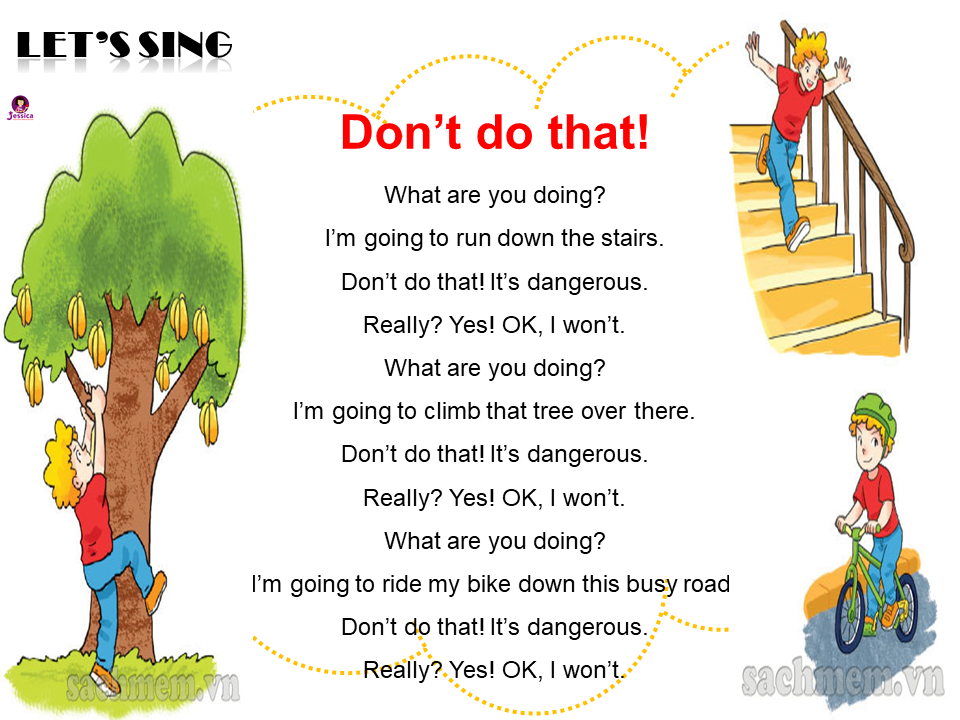 LET'S SING
Jessica
Don't do that!
What are you doing?
I'm going to run down the stairs.
Don't do that! It's dangerous.
Really? Yes! OK, I won't.
What are you doing?
I'm going to climb that tree over there.
Don't do that! It's dangerous.
Really? Yes! OK, I won't.
What are you doing?
I'm going to ride my bike down this busy road
Don't do that! It's dangerous.
Really? Yes! OK, I won't.
sachmem.vn
sachmem.vn
sachmem.vn